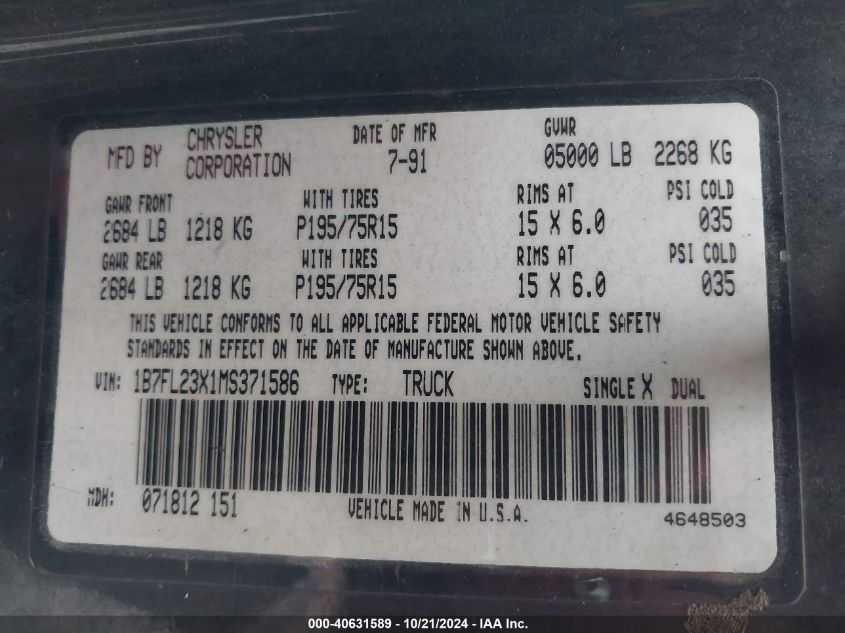 MFD BY CHRYSLER CORPORATION DATE OF MFR 7-91 GVWR 05000 LB 2268 KG
GAWR FRONT WITH TIRES RIMS AT PSI COLD
2684 LB 1218 KG P195/75R15 15 X 6.0 035
GAWR REAR WITH TIRES RIMS AT PSI COLD
2684 LB 1218 KG P195/75R15 15 X 6.0 035
THIS VEHICLE CONFORMS TO ALL APPLICABLE FEDERAL MOTOR VEHICLE SAFETY
STANDARDS IN EFFECT ON THE DATE OF MANUFACTURE SHOWN ABOVE.
VIN: 1B7FL23X1MS371586 TYPE: TRUCK SINGLE X DUAL
MDH: 071812 151 VEHICLE MADE IN U.S.A. 4648503
000-40631589 - 10/21/2024 - IAA Inc.